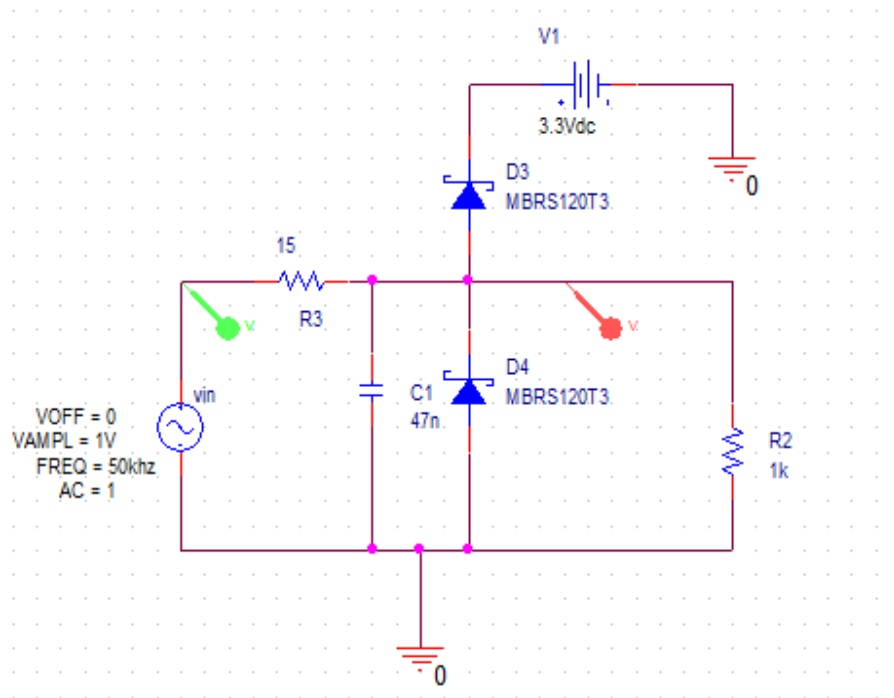 V1
3.3Vdc
0
D3
MBRS120T3
15
R3
V
V
vin
VOFF = 0
VAMPL = 1V
FREQ = 50khz
AC = 1
C1
47n
D4
MBRS120T3
R2
1k
0